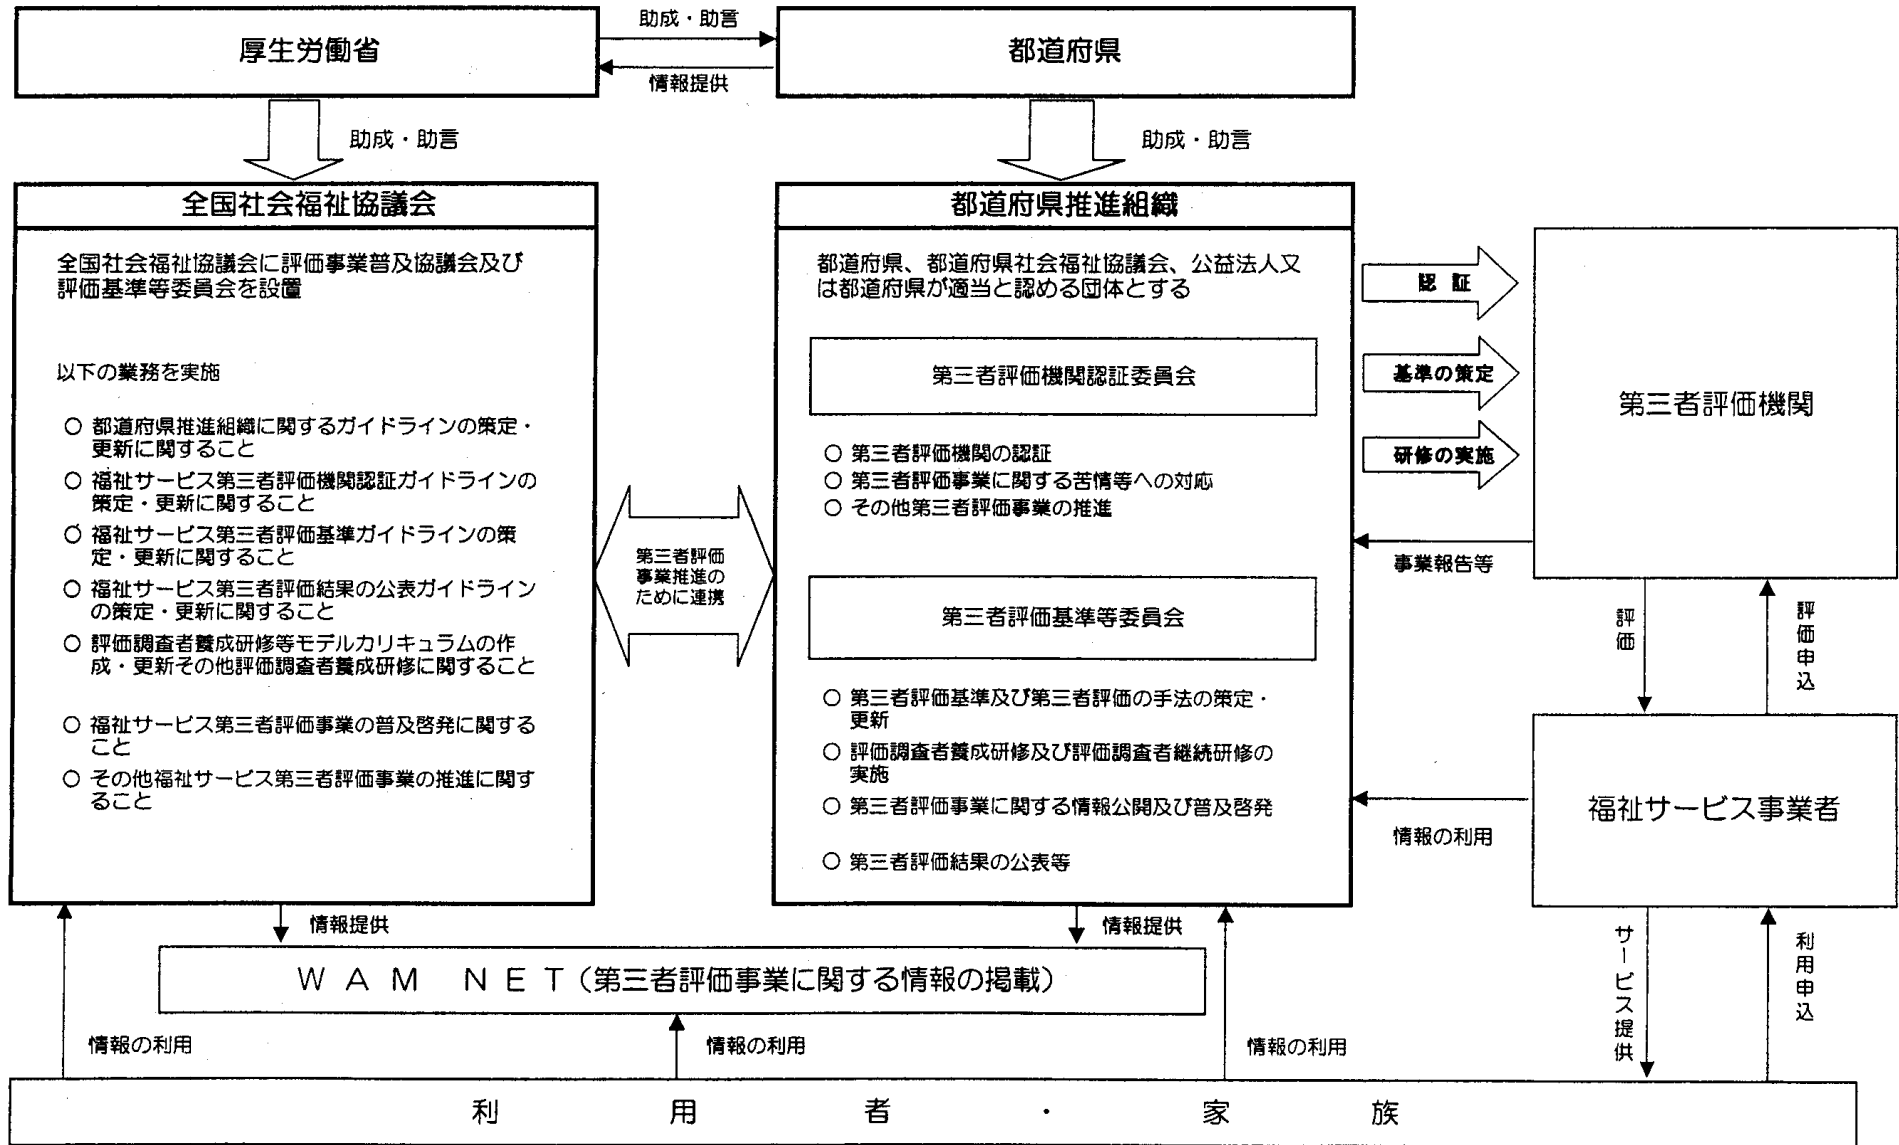 厚生労働省
助成・助言
情報提供
都道府県
助成・助言
助成・助言
全国社会福祉協議会
全国社会福祉協議会に評価事業普及協議会及び
評価基準等委員会を設置
以下の業務を実施
○ 都道府県推進組織に関するガイドラインの策定・
更新に関すること
○ 福祉サービス第三者評価機関認証ガイドラインの
策定・更新に関すること
○ 福祉サービス第三者評価基準ガイドラインの策
定・更新に関すること
○ 福祉サービス第三者評価結果の公表ガイドライン
の策定・更新に関すること
○ 評価調査者養成研修等モデルカリキュラムの作
成・更新その他評価調査者養成研修に関すること
○ 福祉サービス第三者評価事業の普及啓発に関する
こと
○ その他福祉サービス第三者評価事業の推進に関す
ること
第三者評価
事業推進の
ために連携
都道府県推進組織
都道府県、都道府県社会福祉協議会、公益法人又
は都道府県が適当と認める団体とする
第三者評価機関認証委員会
○ 第三者評価機関の認証
○ 第三者評価事業に関する苦情等への対応
○ その他第三者評価事業の推進
第三者評価基準等委員会
○ 第三者評価基準及び第三者評価の手法の策定・
更新
○ 評価調査者養成研修及び評価調査者継続研修の
実施
○ 第三者評価事業に関する情報公開及び普及啓発
○ 第三者評価結果の公表等
認 証
基準の策定
研修の実施
事業報告等
第三者評価機関
評価
評価申込
福祉サービス事業者
情報の利用
サービス提供
利用申込
情報提供
情報提供
WAM NET(第三者評価事業に関する情報の掲載)
情報の利用
情報の利用
情報の利用
利用者・家族